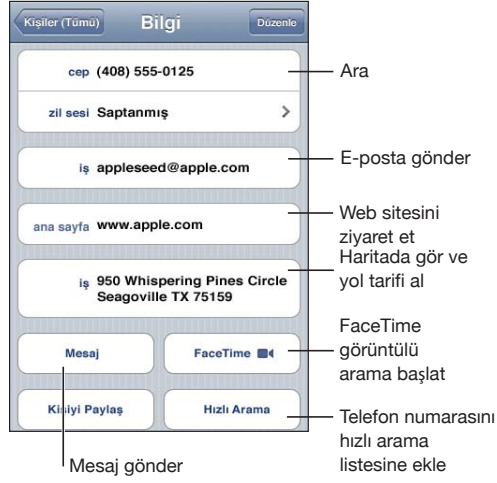 Kişiler (Tümü) Bilgi Düzenle
cep (408) 555-0125
Ara
zil sesi Saptanmış
E-posta gönder
iş appleseed@apple.com
ana sayfa www.apple.com
Web sitesini
ziyaret et
Haritada gör ve
yol tarifi al
iş 950 Whispering Pines Circle
Seagoville TX 75159
Mesaj FaceTime
FaceTime
görüntülü
arama başlat
Kişiyi Paylaş Hızlı Arama
Telefon numarasını
hızlı arama
listesine ekle
Mesaj gönder